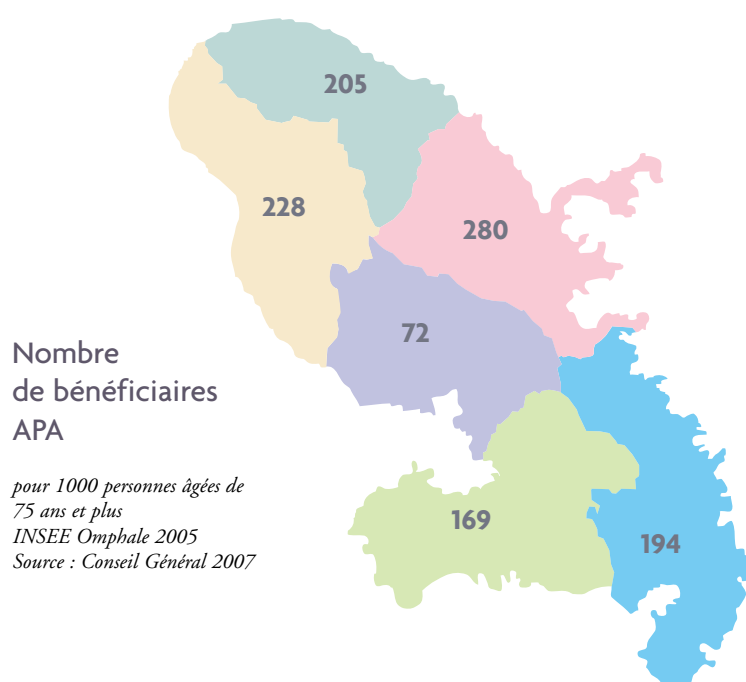 205
228
280
72
Nombre
de bénéficiaires
APA
pour 1000 personnes âgées de
75 ans et plus
INSEE Omphale 2005
Source : Conseil Général 2007
169
194